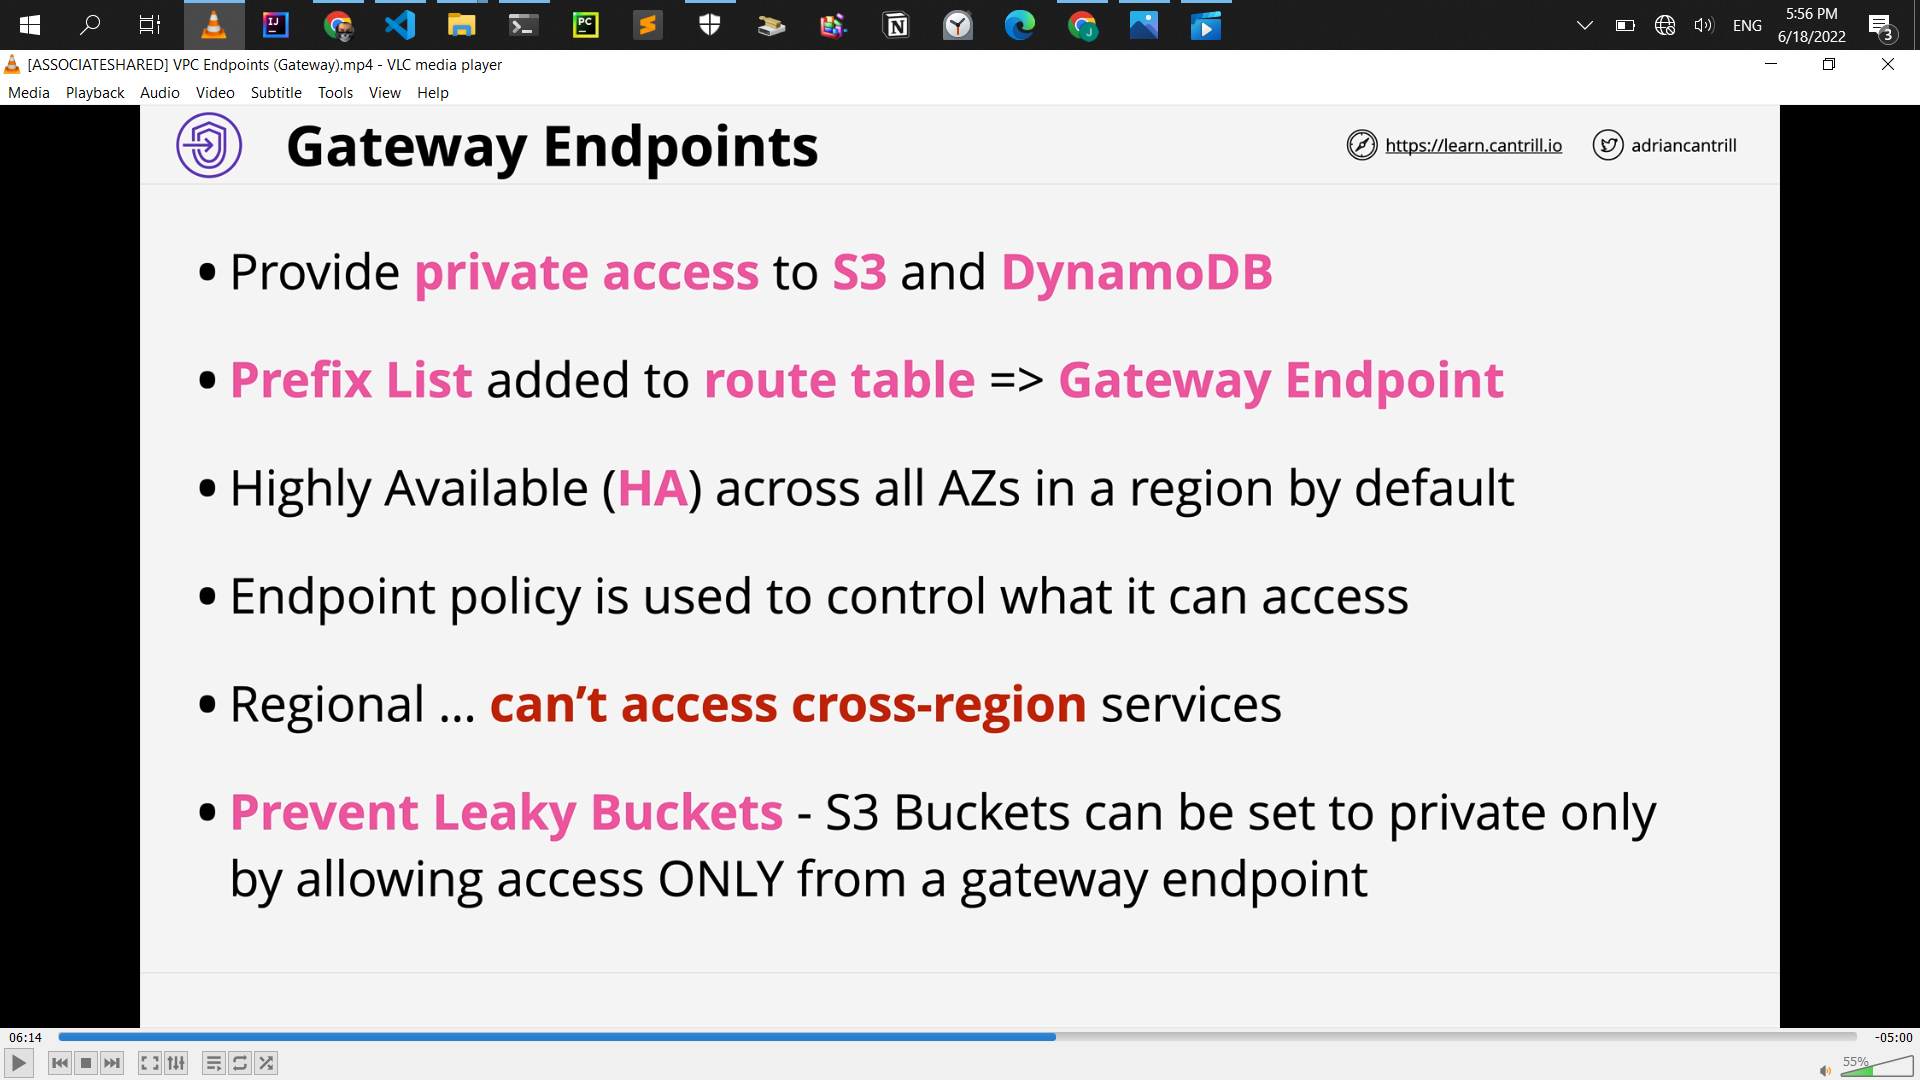 ENG
5:56 PM
6/18/2022
3
[ASSOCIATESHARED] VPC Endpoints (Gateway).mp4 - VLC media player
Media Playback Audio Video Subtitle Tools View Help
Gateway Endpoints
https://learn.cantrill.io
adriancantrill
• Provide private access to S3 and DynamoDB
• Prefix List added to route table => Gateway Endpoint
• Highly Available (HA) across all AZs in a region by default
• Endpoint policy is used to control what it can access
• Regional ... can’t access cross-region services
• Prevent Leaky Buckets - S3 Buckets can be set to private only
by allowing access ONLY from a gateway endpoint
06:14
-05:00
55%